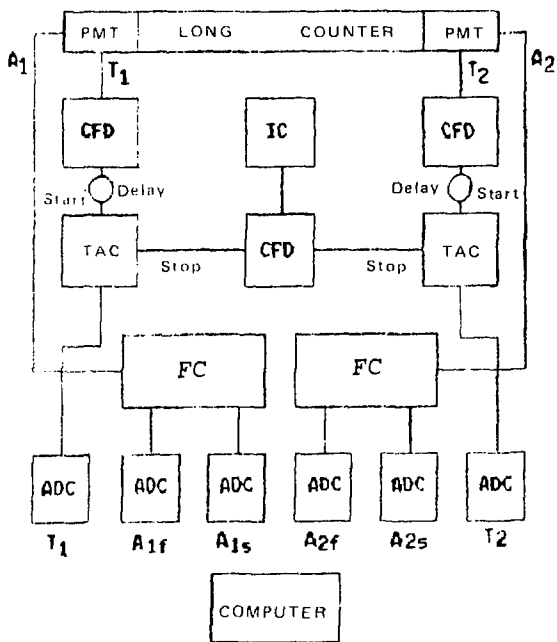 PMT LONG COUNTER PMT
A1 T1 T2 A2
CFD IC CFD
Start Delay Delay Start
TAC CFD TAC
Stop Stop
FC FC
ADC ADC ADC ADC ADC ADC
T1 A1f A1s A2f A2s T2
COMPUTER